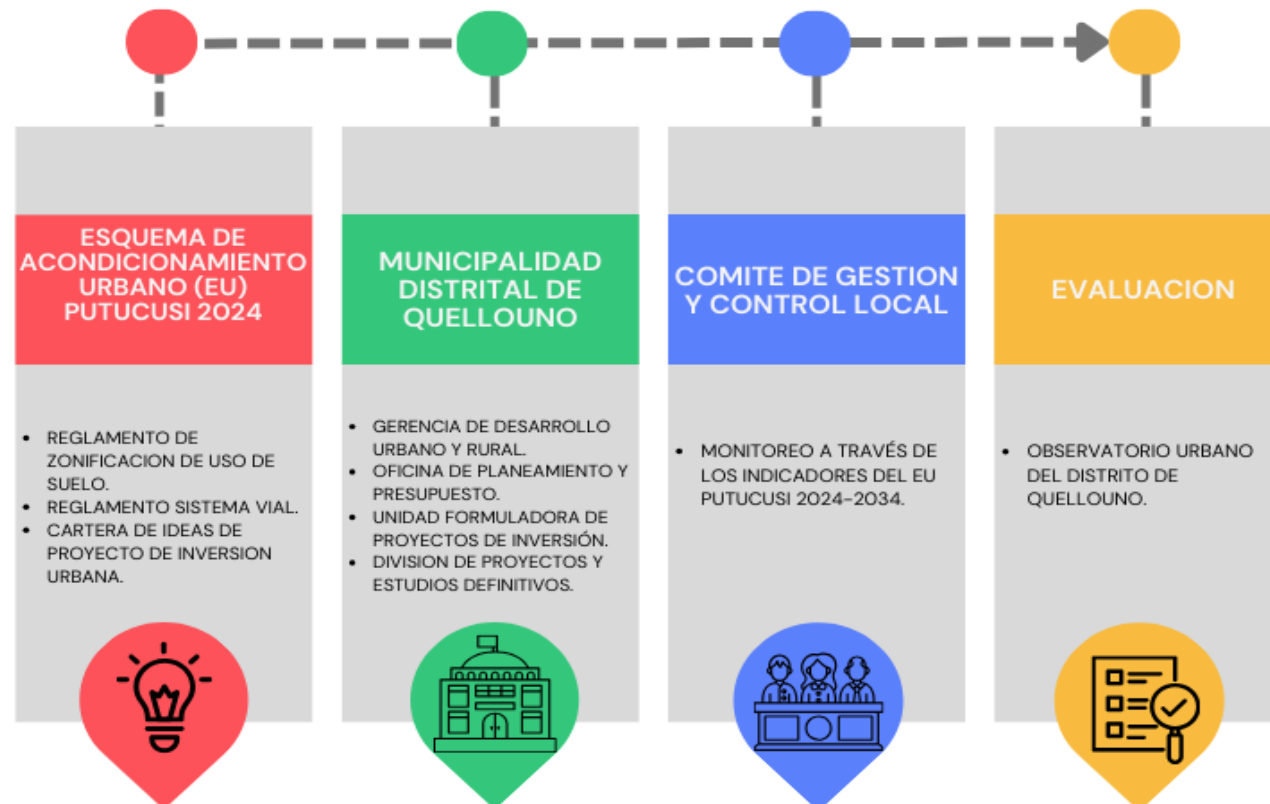 ESQUEMA DE
ACONDICIONAMIENTO
URBANO (EU)
PUTUCUSI 2024
• REGLAMENTO DE
ZONIFICACION DE USO DE
SUELO.
• REGLAMENTO SISTEMA VIAL.
• CARTERA DE IDEAS DE
PROYECTO DE INVERSION
URBANA.
MUNICIPALIDAD
DISTRITAL DE
QUELLOUNO
• GERENCIA DE DESARROLLO
URBANO Y RURAL.
• OFICINA DE PLANEAMIENTO Y
PRESUPUESTO.
• UNIDAD FORMULADORA DE
PROYECTOS DE INVERSIÓN.
• DIVISION DE PROYECTOS Y
ESTUDIOS DEFINITIVOS.
COMITE DE GESTION
Y CONTROL LOCAL
• MONITOREO A TRAVÉS DE
LOS INDICADORES DEL EU
PUTUCUSI 2024-2034.
EVALUACION
• OBSERVATORIO URBANO
DEL DISTRITO DE
QUELLOUNO.